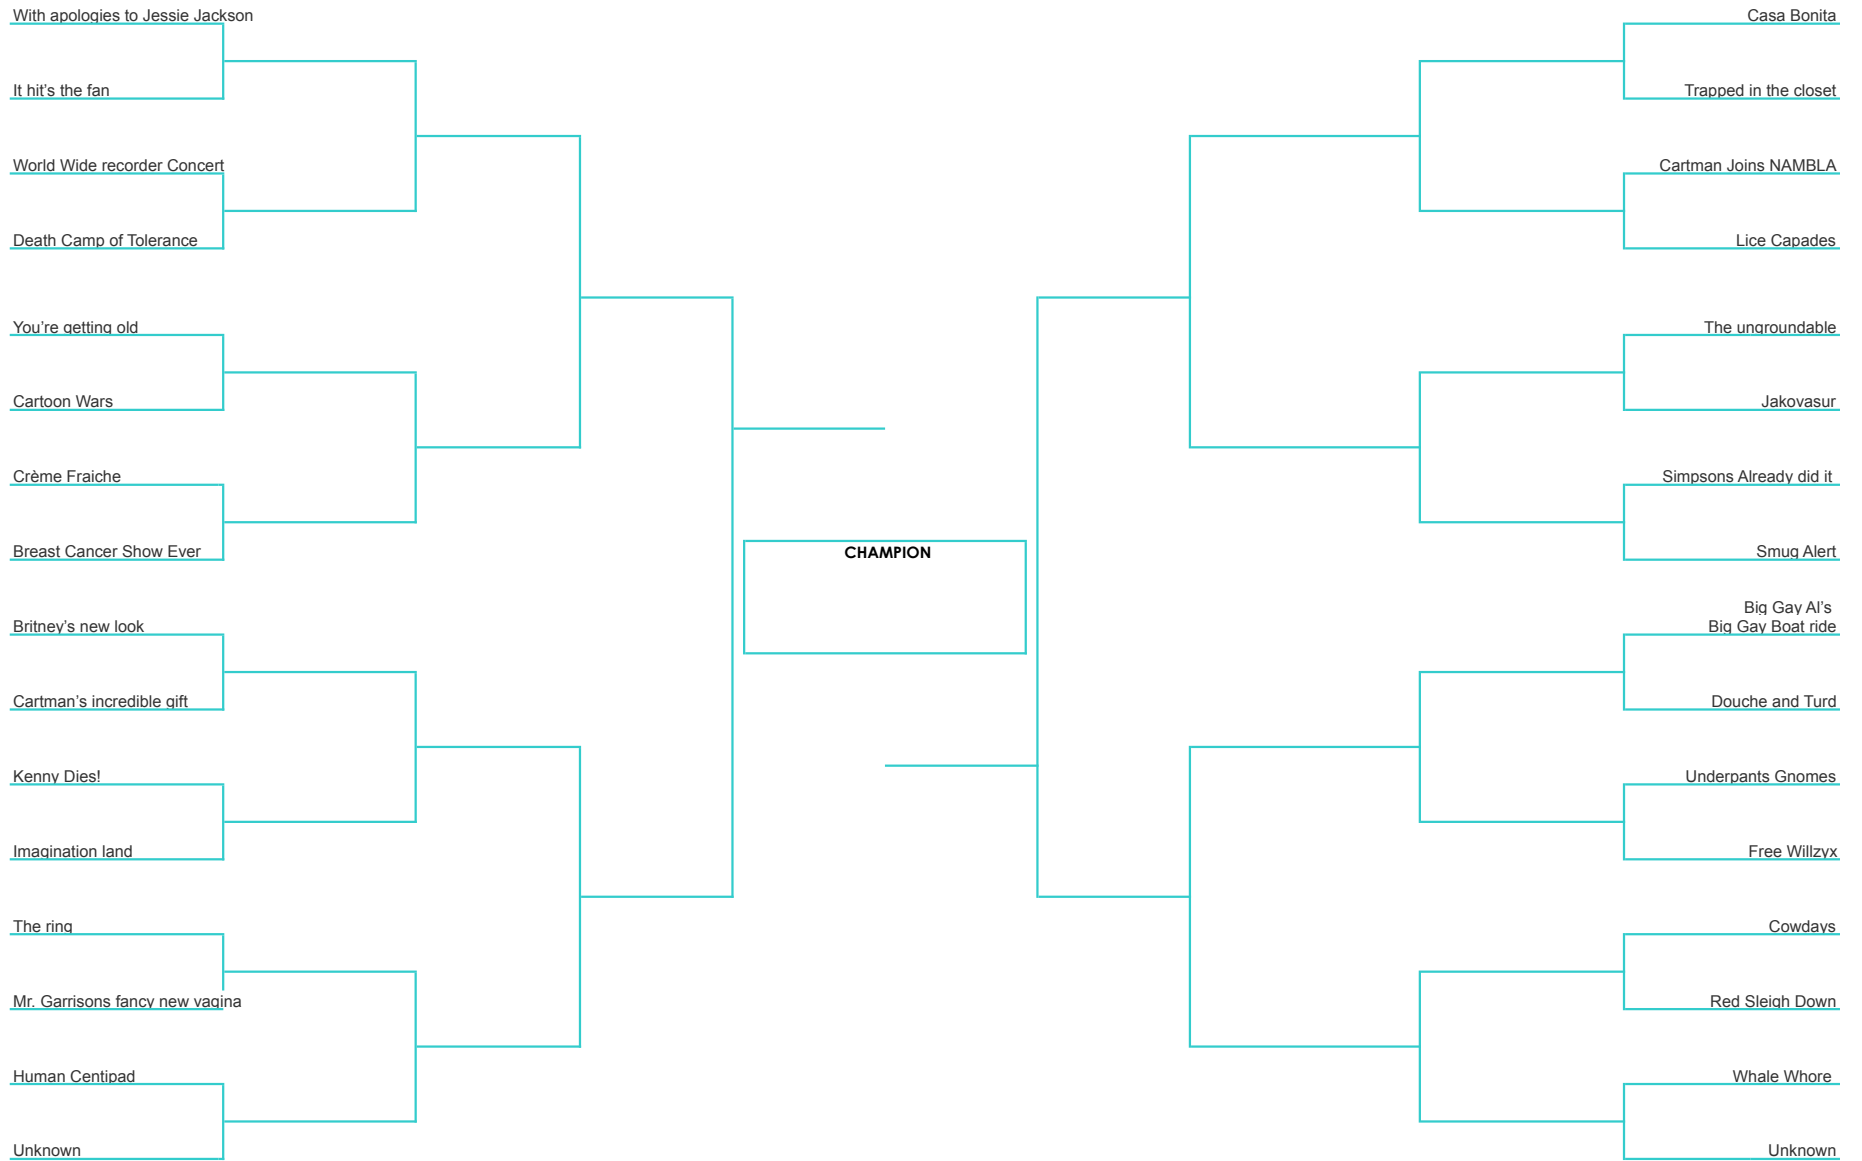 With apologies to Jessie Jackson
It hit's the fan
World Wide recorder Concert
Death Camp of Tolerance
You're getting old
Cartoon Wars
Crème Fraiche
Breast Cancer Show Ever
Britney's new look
Cartman's incredible gift
Kenny Dies!
Imagination land
The ring
Mr. Garrisons fancy new vagina
Human Centipad
Unknown
CHAMPION
Casa Bonita
Trapped in the closet
Cartman Joins NAMBLA
Lice Capades
The ungroundable
Jakovasur
Simpsons Already did it
Smug Alert
Big Gay Al's
Big Gay Boat ride
Douche and Turd
Underpants Gnomes
Free Willzyx
Cowdays
Red Sleigh Down
Whale Whore
Unknown